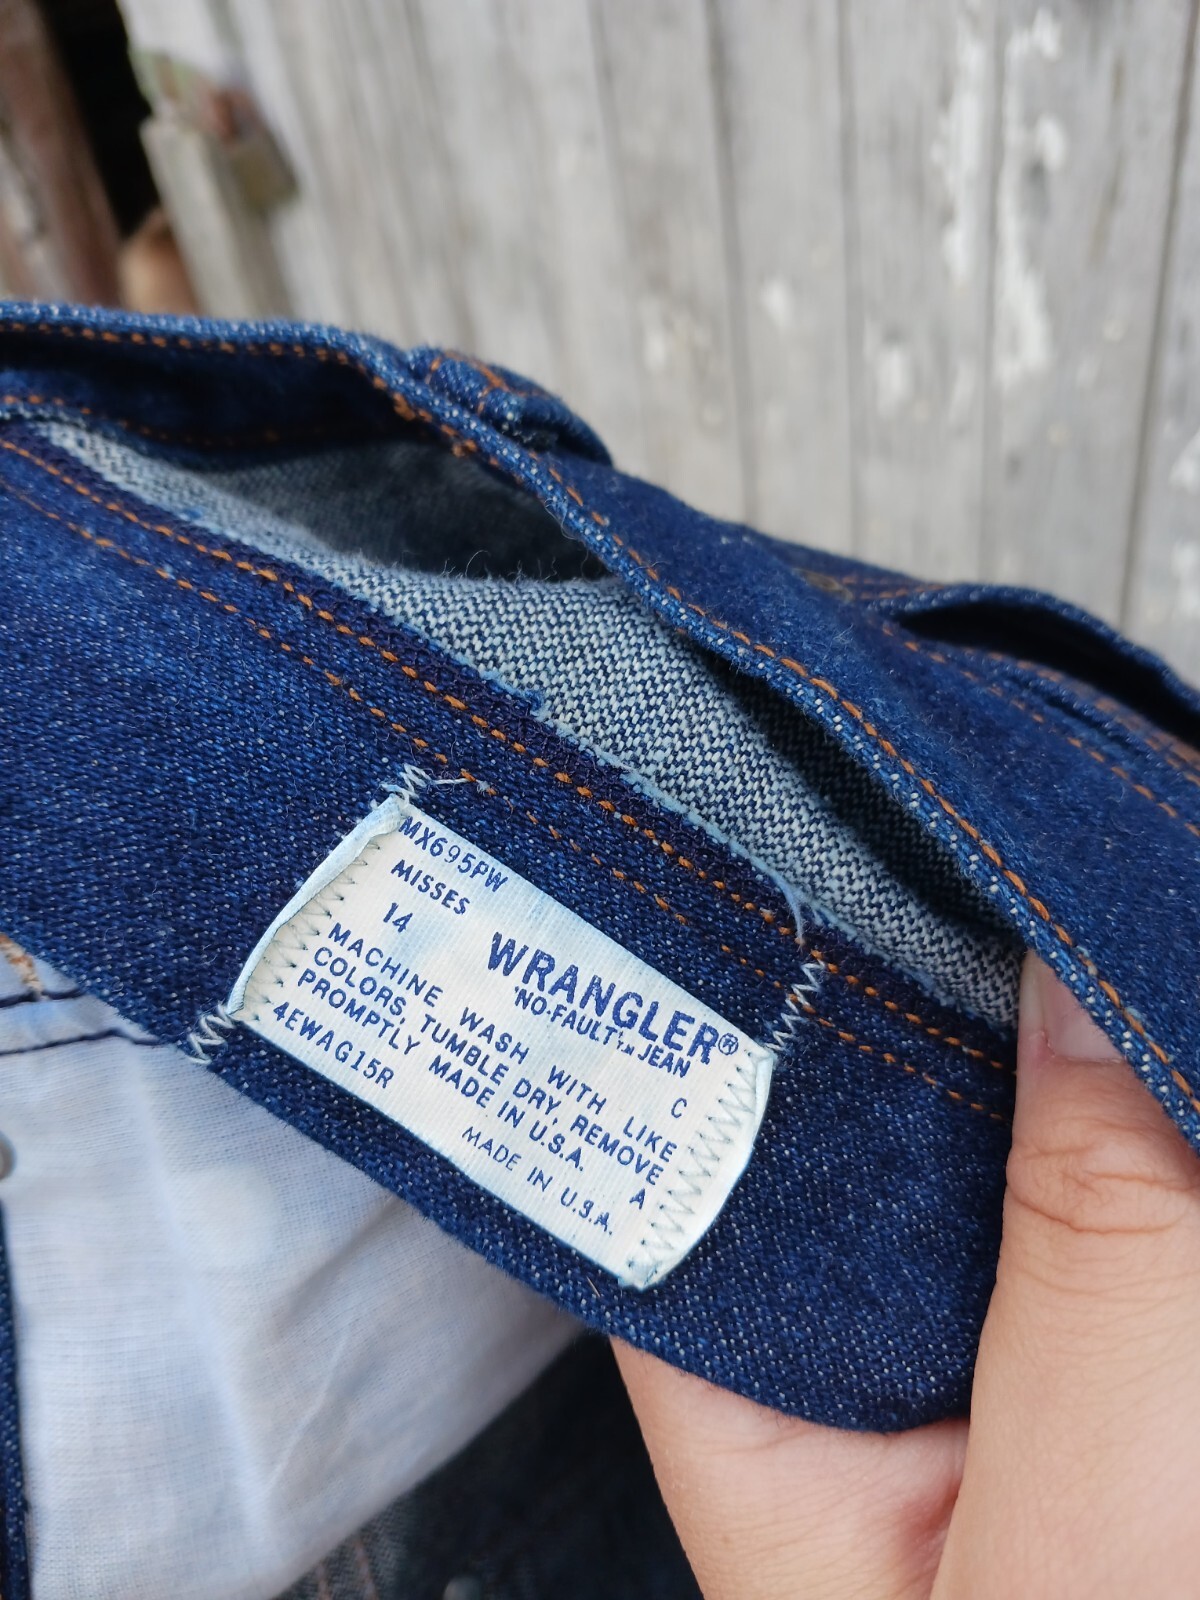 MX695PW
MISSES
14
WRANGLER®
'NO-FAULT'™ JEAN
C
MACHINE WASH WITH LIKE
COLORS, TUMBLE DRY, REMOVE
PROMPTLY MADE IN U.S.A. A
4EWAG15R MADE IN U.S.A.